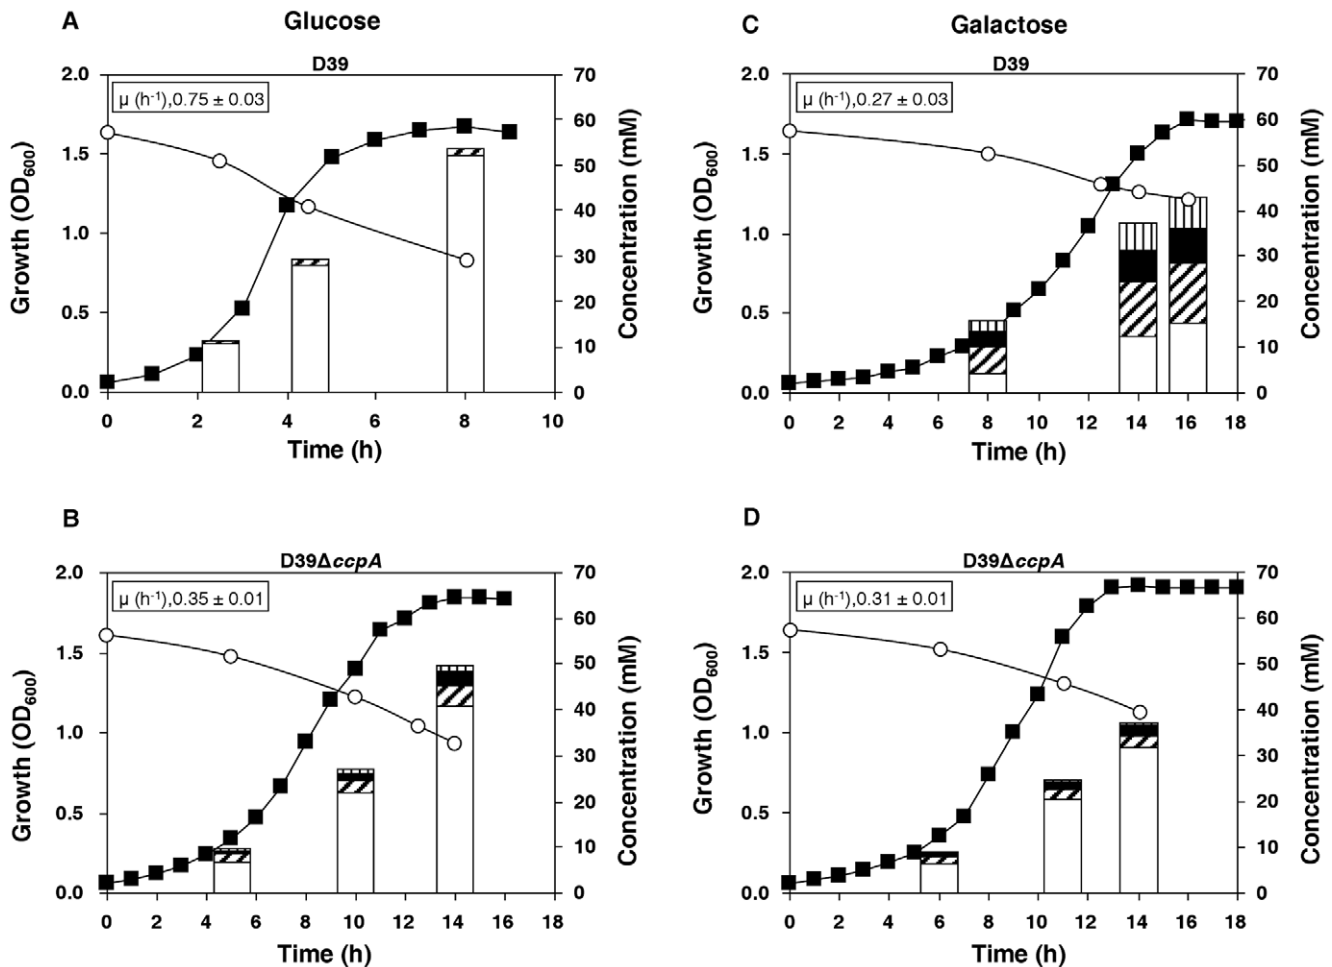 A
Glucose
D39
μ (h-1),0.75 ± 0.03
Growth (OD600)
2.0
1.5
1.0
0.5
0.0
70
60
50
40
30
20
10
0
Concentration (mM)
0 2 4 6 8 10
Time (h)
C
Galactose
D39
μ (h-1),0.27 ± 0.03
Growth (OD600)
2.0
1.5
1.0
0.5
0.0
70
60
50
40
30
20
10
0
Concentration (mM)
0 2 4 6 8 10 12 14 16 18
Time (h)
B
D39ΔccpA
μ (h-1),0.35 ± 0.01
Growth (OD600)
2.0
1.5
1.0
0.5
0.0
70
60
50
40
30
20
10
0
Concentration (mM)
0 2 4 6 8 10 12 14 16 18
Time (h)
D
D39ΔccpA
μ (h-1),0.31 ± 0.01
Growth (OD600)
2.0
1.5
1.0
0.5
0.0
70
60
50
40
30
20
10
0
Concentration (mM)
0 2 4 6 8 10 12 14 16 18
Time (h)